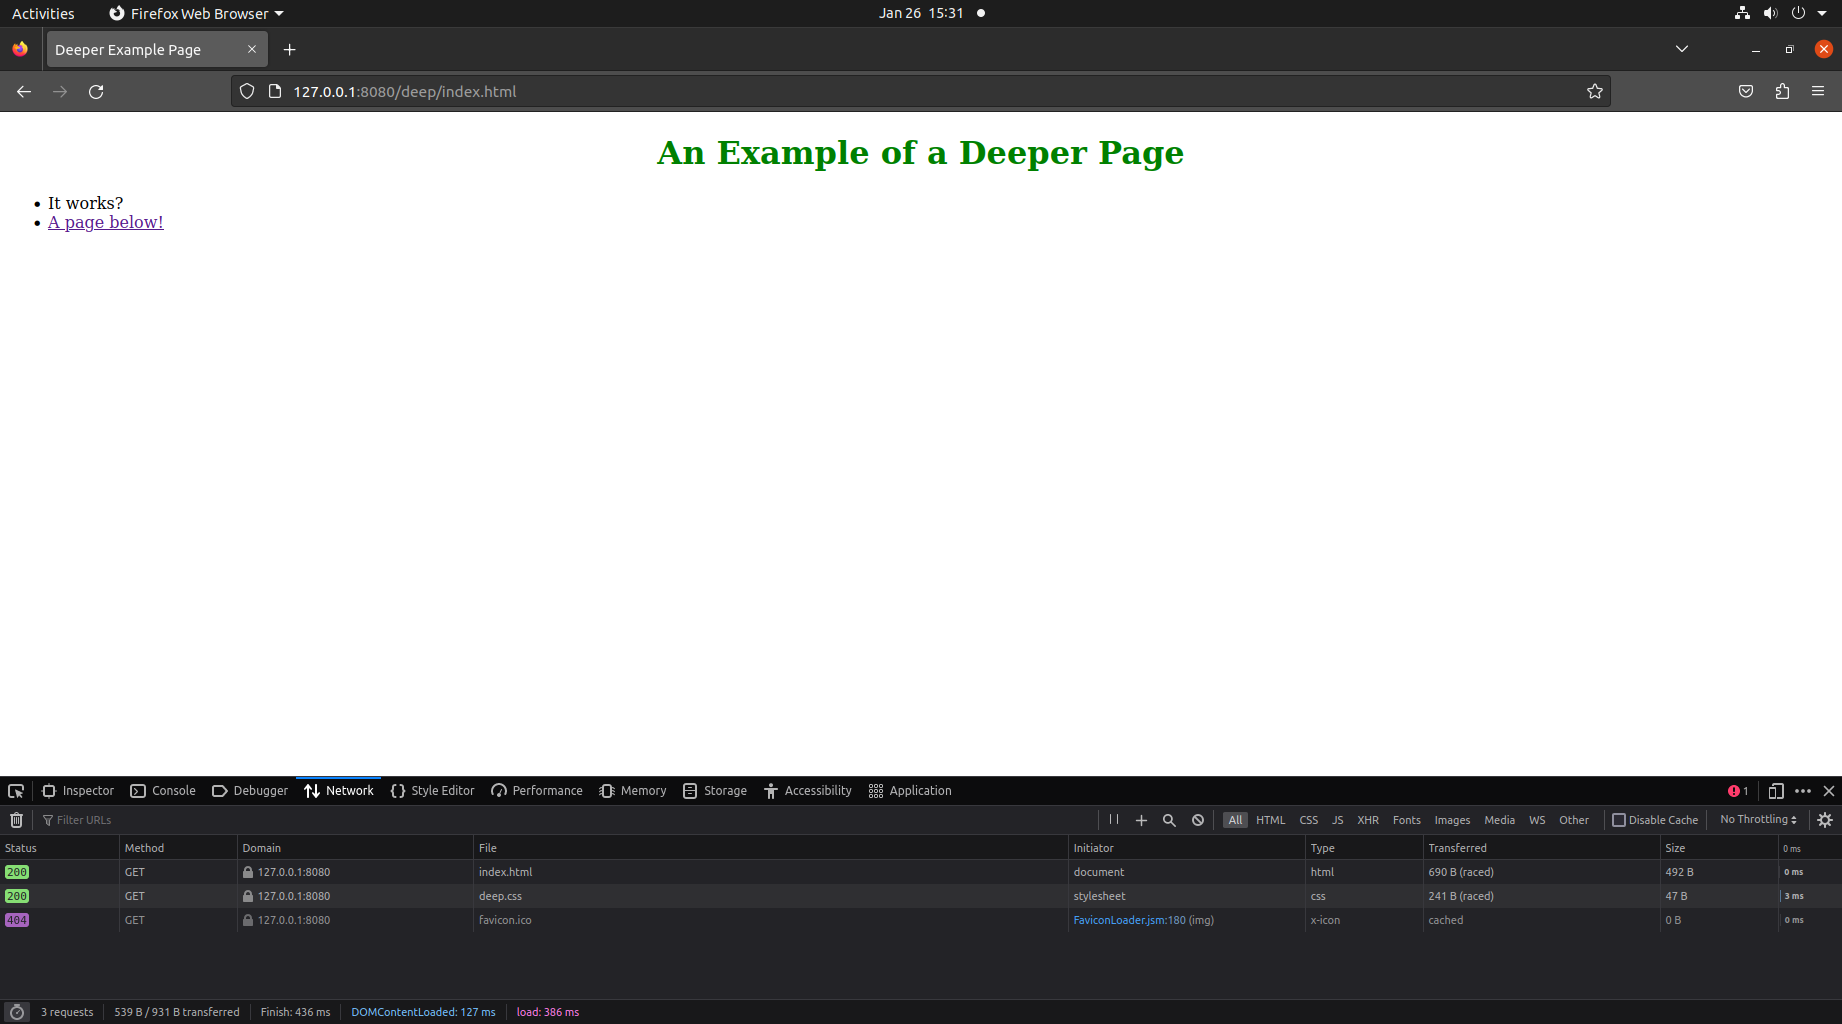 Activities Firefox Web Browser Jan 26 15:31
Deeper Example Page
127.0.0.1:8080/deep/index.html
An Example of a Deeper Page
It works?
A page below!
Inspector Console Debugger Network Style Editor Performance Memory Storage Accessibility Application 1
Filter URLs All HTML CSS JS XHR Fonts Images Media WS Other Disable Cache No Throttling
Status Method Domain File Initiator Type Transferred Size 0 ms
200 GET 127.0.0.1:8080 index.html document html 690 B (raced) 492 B 0 ms
200 GET 127.0.0.1:8080 deep.css stylesheet css 241 B (raced) 47 B 3 ms
404 GET 127.0.0.1:8080 favicon.ico FaviconLoader.jsm:180 (img) x-icon cached 0 B 0 ms
3 requests 539 B / 931 B transferred Finish: 436 ms DOMContentLoaded: 127 ms load: 386 ms